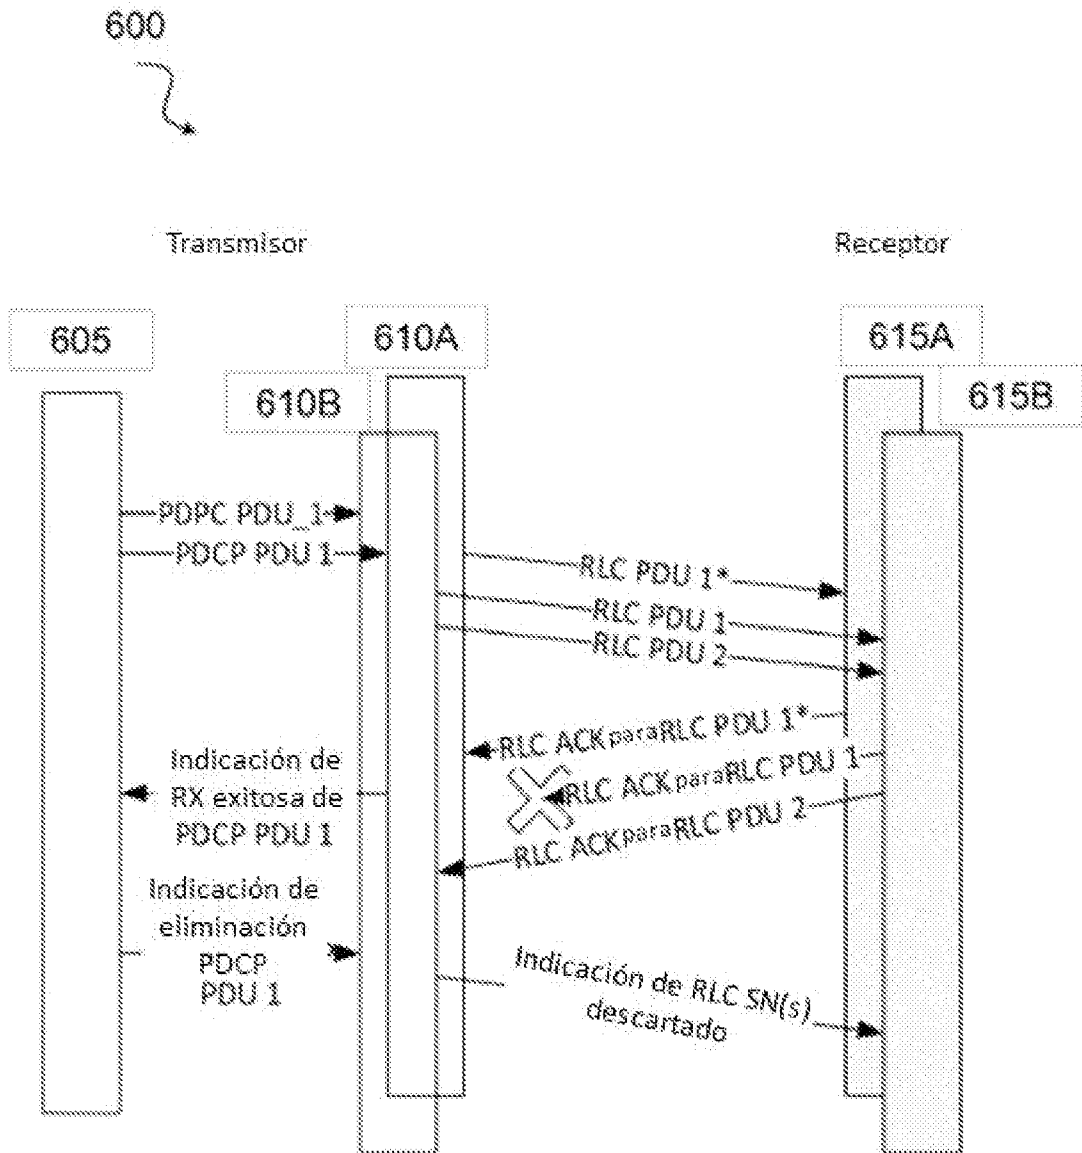 600
Transmisor
Receptor
605
610A
610B
615A
615B
PDPC PDU_1
PDCP PDU 1
RLC PDU 1*
RLC PDU 1
RLC PDU 2
RLC ACK para RLC PDU 1*
RLC ACK para RLC PDU 1
RLC ACK para RLC PDU 2
Indicación de
RX exitosa de
PDCP PDU 1
Indicación de
eliminación
PDCP
PDU 1
Indicación de RLC SN(s)
descartado